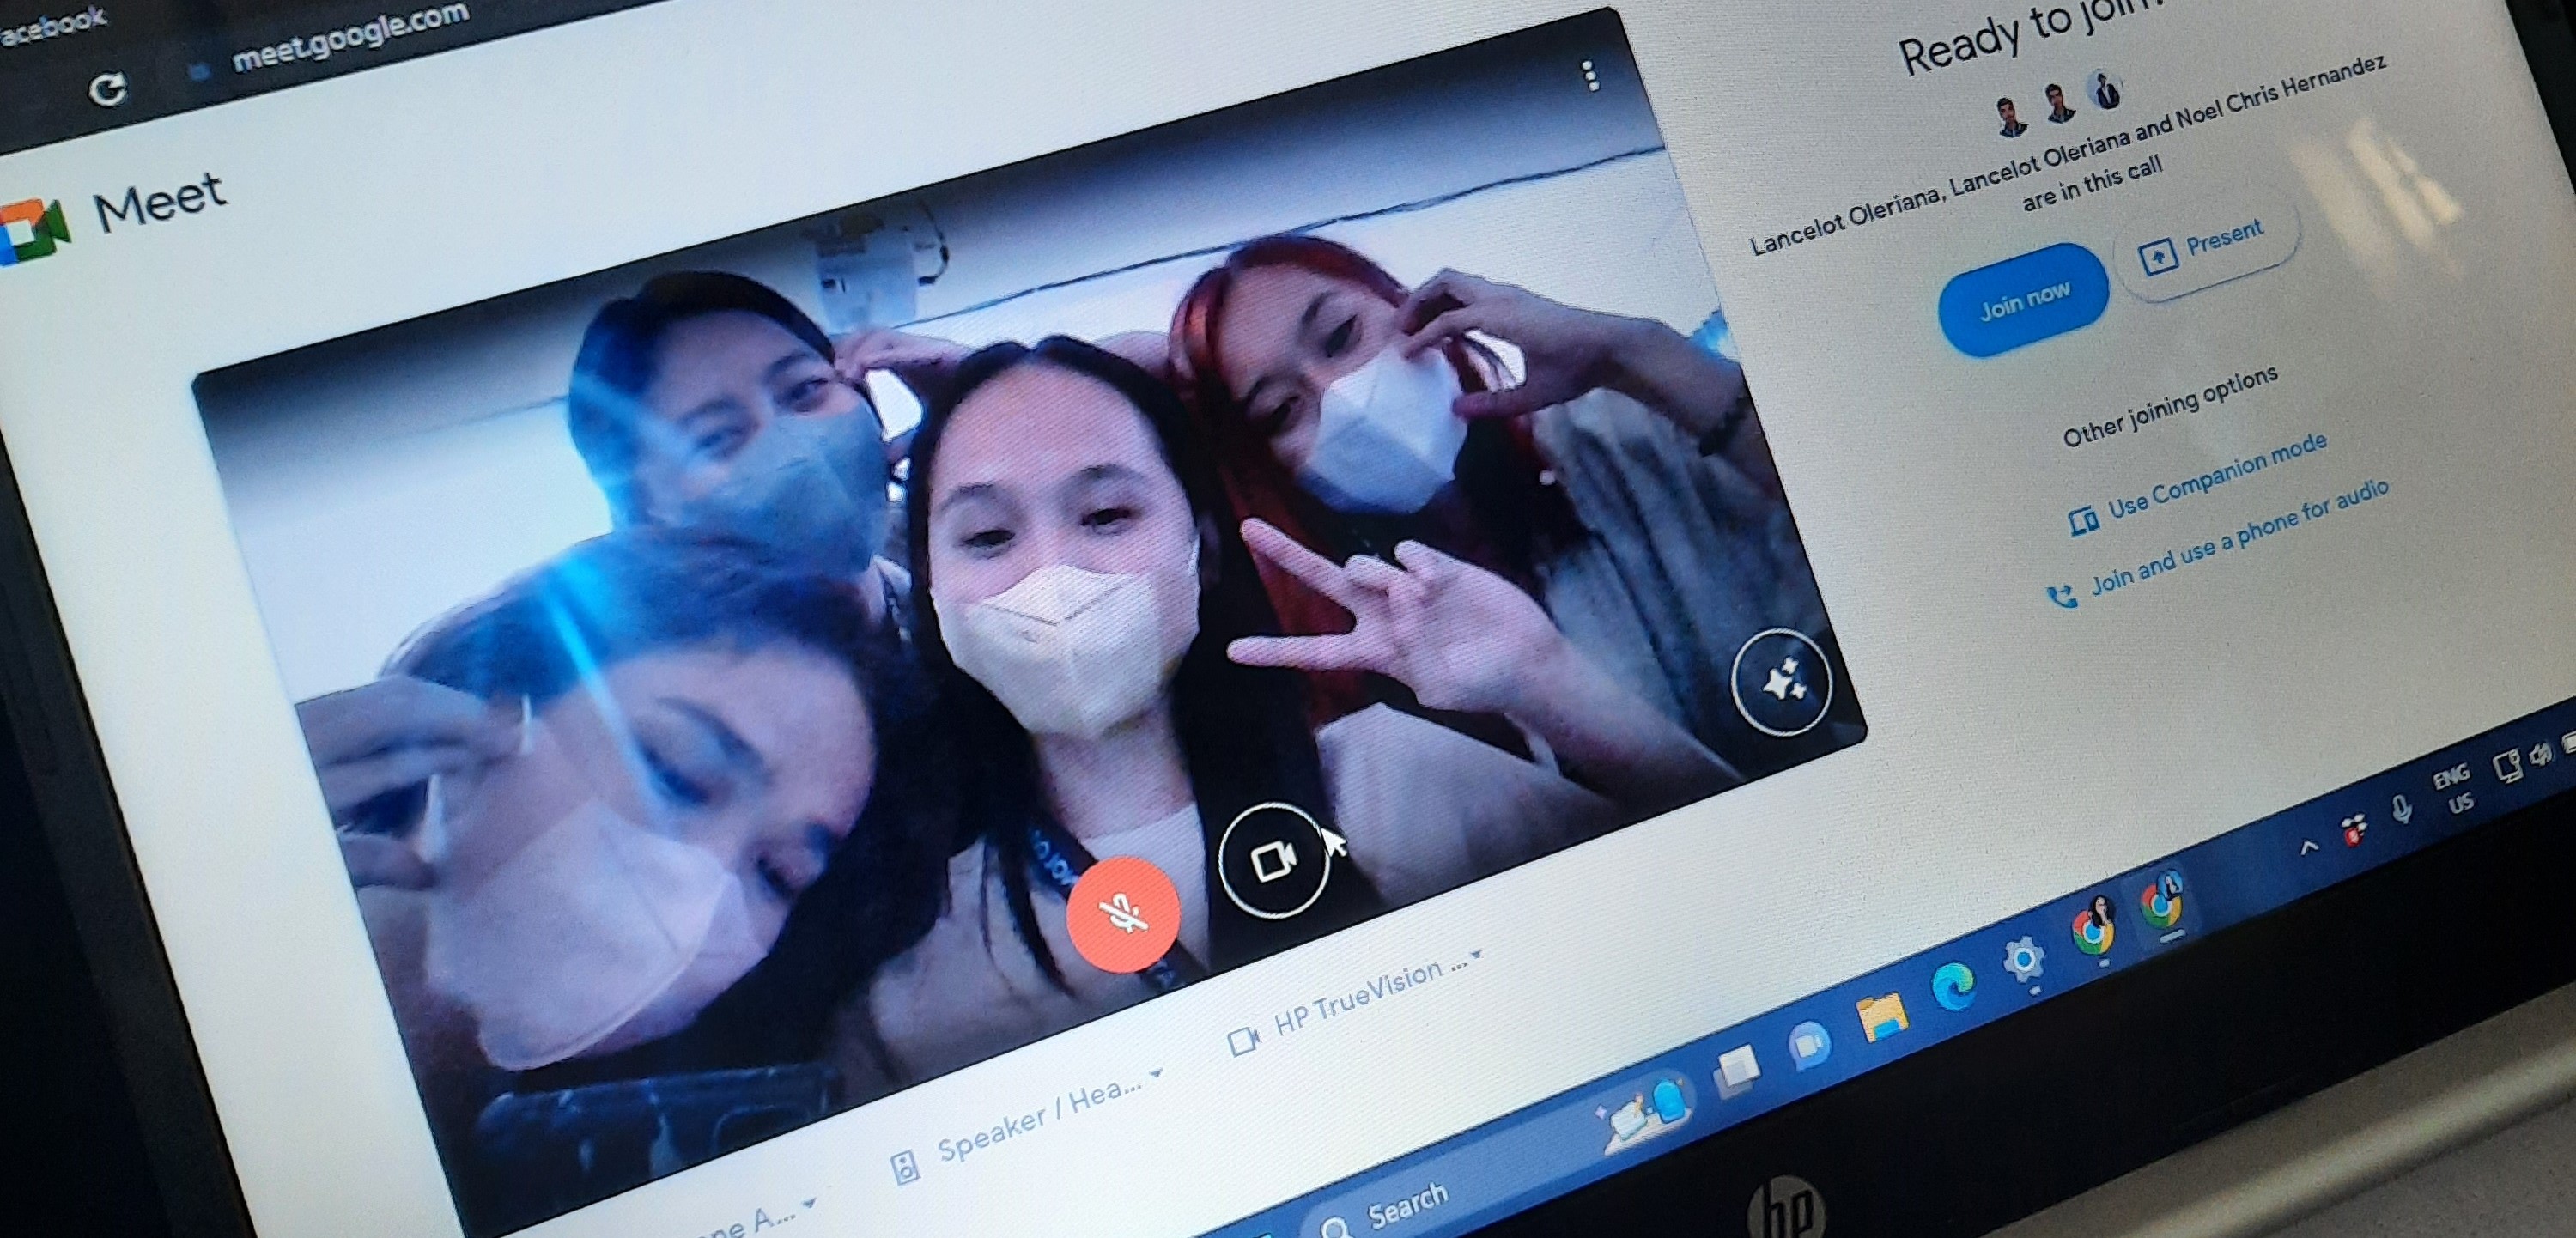 acebook
meet.google.com
Meet
Ready to join?
Lancelot Oleriana, Lancelot Oleriana and Noel Chris Hernandez
are in this call
Join now
Present
Other joining options
Use Companion mode
Join and use a phone for audio
HP TrueVision ...
Speaker / Hea...
ne A...
ENG
US
Search
hp